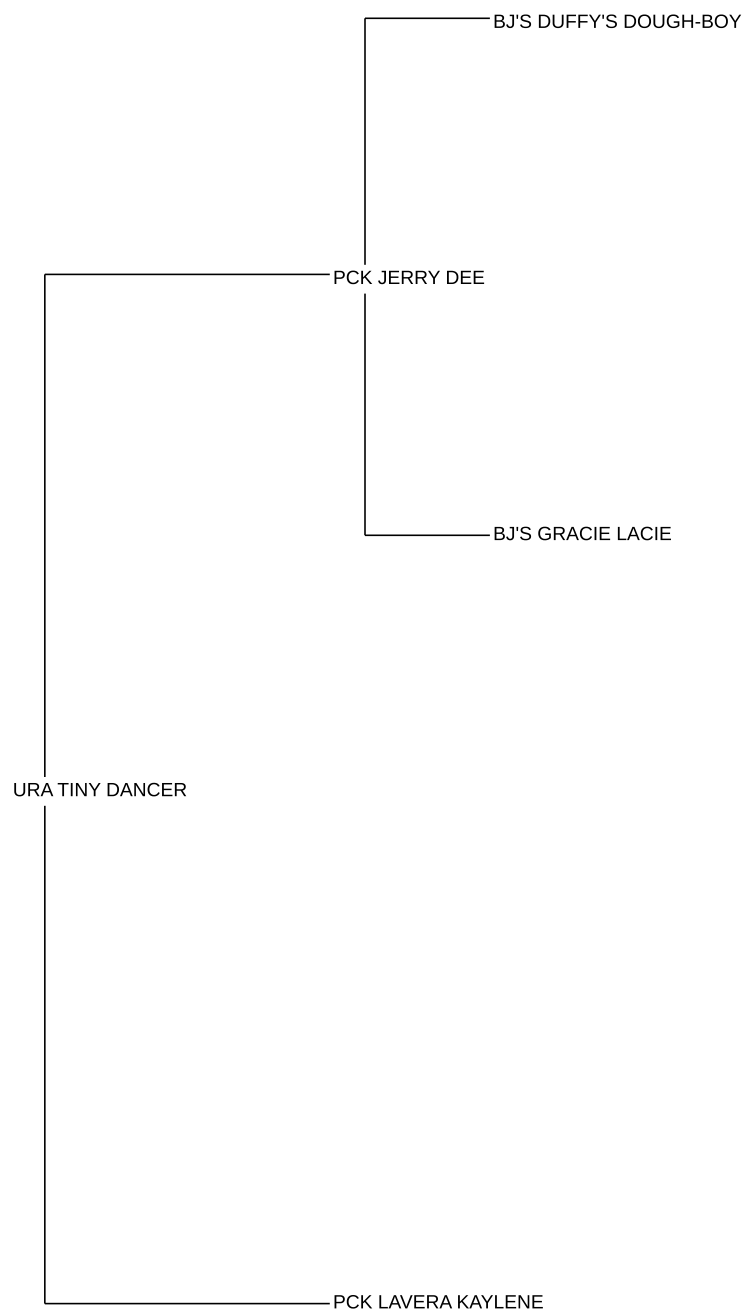 BJ'S DUFFY'S DOUGH-BOY
PCK JERRY DEE
BJ'S GRACIE LACIE
URA TINY DANCER
PCK LAVERA KAYLENE